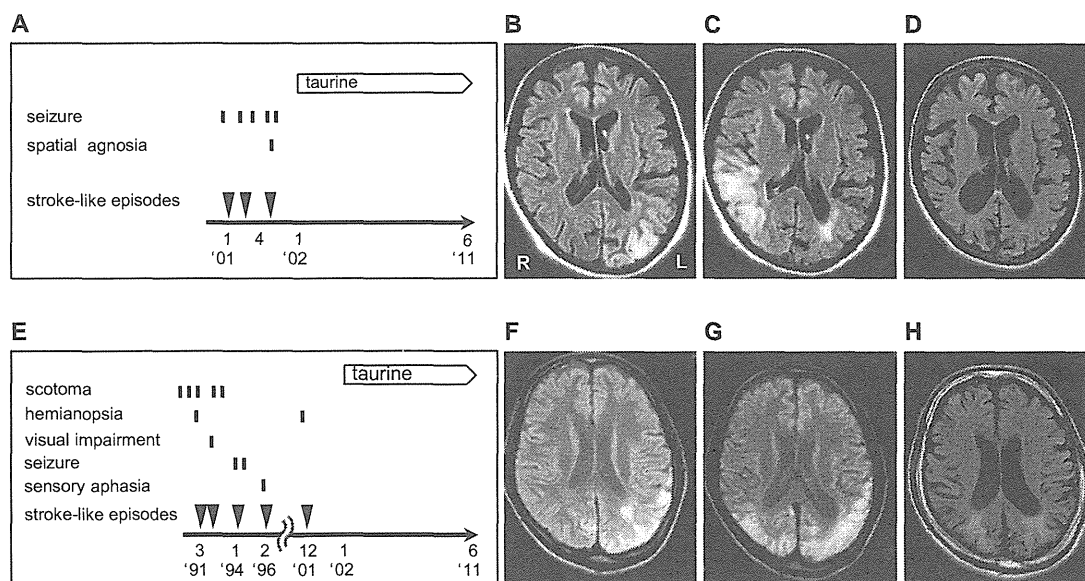 A
taurine
seizure
spatial agnosia
stroke-like episodes
1 4 1 6
'01 '02 '11
B
R L
C
D
E
taurine
scotoma
hemianopsia
visual impairment
seizure
sensory aphasia
stroke-like episodes
3 1 2 12 1 6
'91 '94 '96 '01 '02 '11
F
G
H